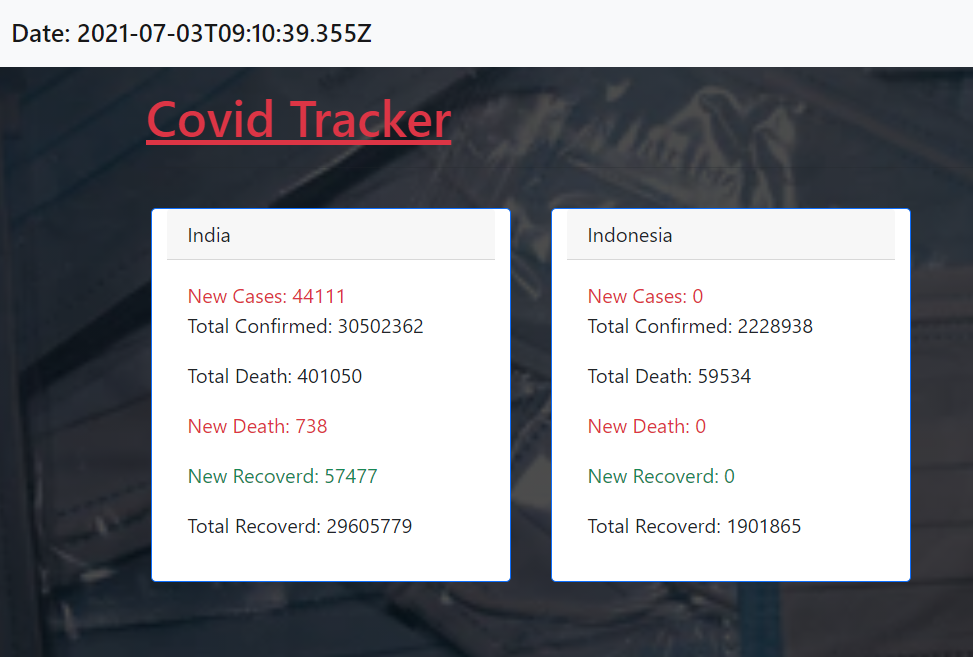 Date: 2021-07-03T09:10:39.355Z
Covid Tracker
India
New Cases: 44111
Total Confirmed: 30502362
Total Death: 401050
New Death: 738
New Recoverd: 57477
Total Recoverd: 29605779
Indonesia
New Cases: 0
Total Confirmed: 2228938
Total Death: 59534
New Death: 0
New Recoverd: 0
Total Recoverd: 1901865